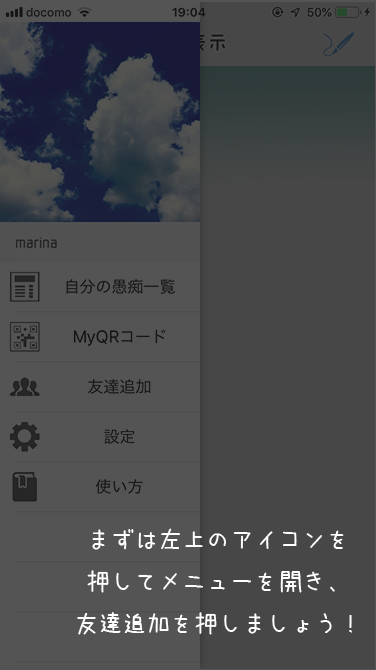 docomo 19:04 50%
表示
marina
自分の愚痴一覧
MyQRコード
友達追加
設定
使い方
まずは左上のアイコンを
押してメニューを開き、
友達追加を押しましょう！